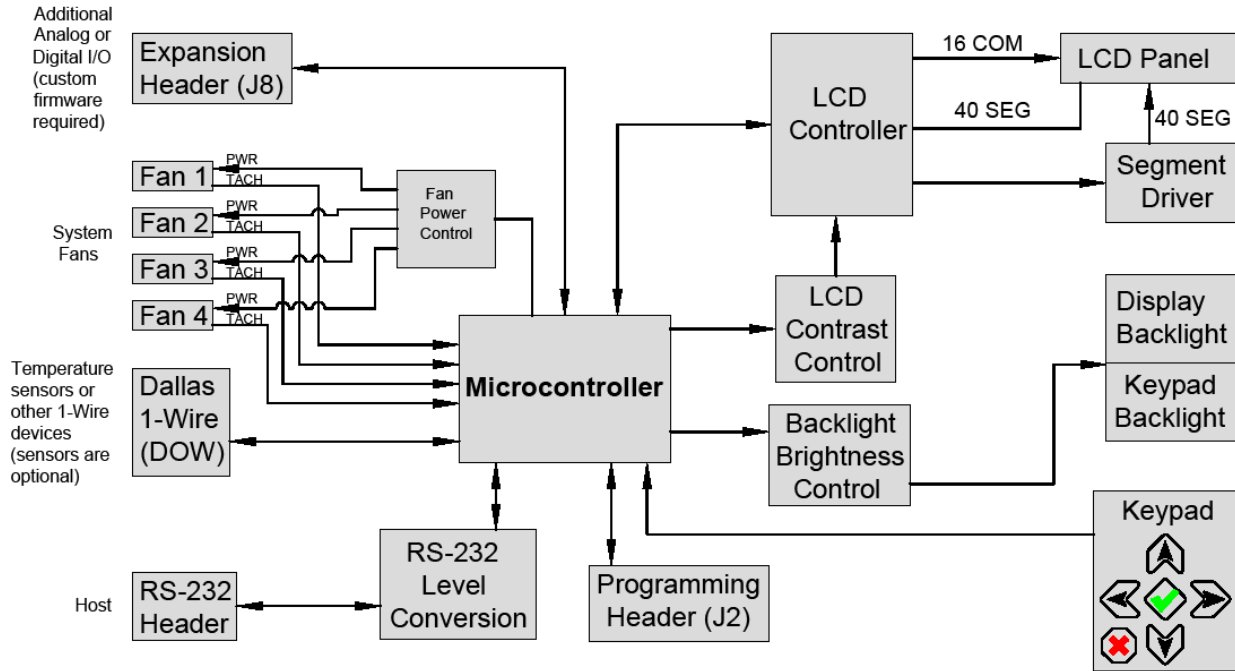 Additional
Analog or
Digital I/O
(custom
firmware
required)
Expansion
Header (J8)
LCD
Controller
16 COM
40 SEG
LCD Panel
40 SEG
Segment
Driver
System
Fans
Fan 1
PWR
TACH
Fan 2
PWR
TACH
Fan 3
PWR
TACH
Fan 4
PWR
TACH
Fan
Power
Control
LCD
Contrast
Control
Display
Backlight
Keypad
Backlight
Microcontroller
Temperature
sensors or
other 1-Wire
devices
(sensors are
optional)
Dallas
1-Wire
(DOW)
Backlight
Brightness
Control
Keypad
Host
RS-232
Header
RS-232
Level
Conversion
Programming
Header (J2)